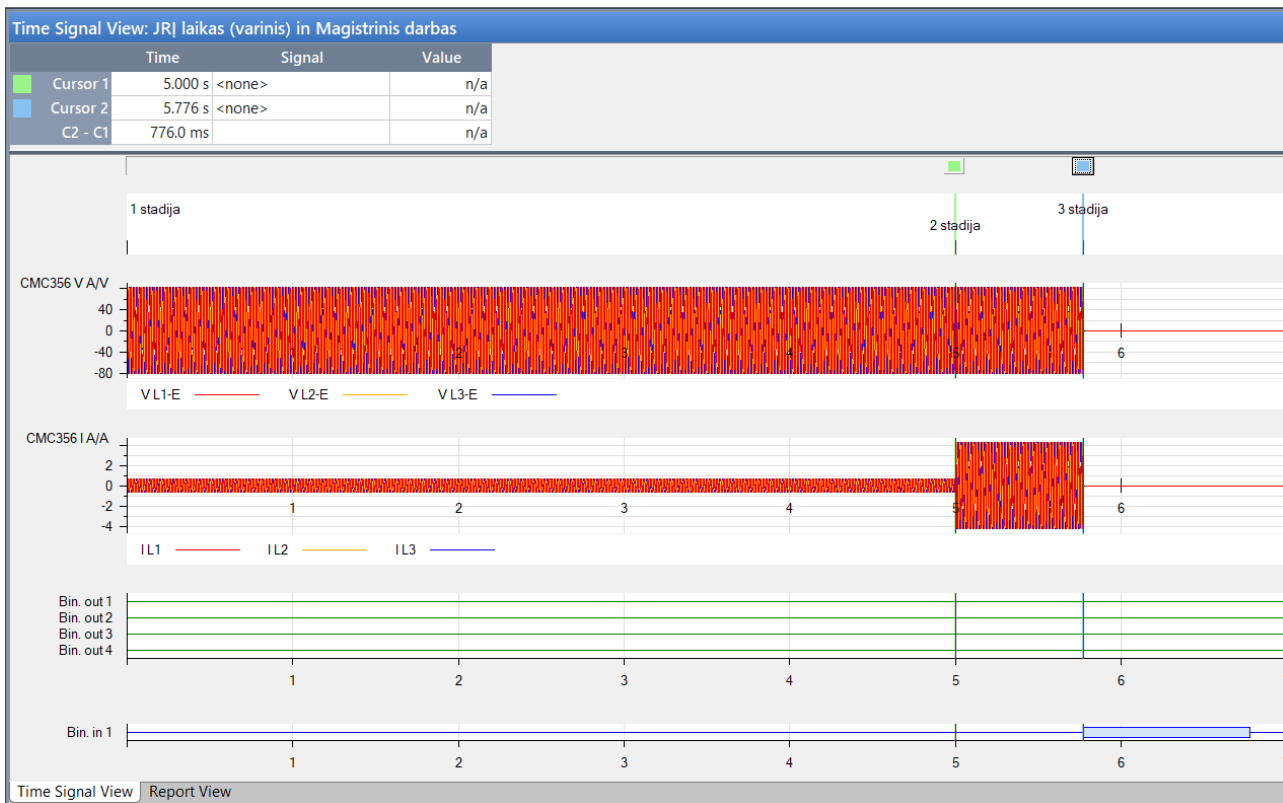 Time Signal View: JRĮ laikas (varinis) in Magistrinis darbas
Time Signal Value
Cursor 1 5.000 s <none> n/a
Cursor 2 5.776 s <none> n/a
C2 - C1 776.0 ms n/a
1 stadija
3 stadija
2 stadija
CMC356 V A/V
40
0
-40
-80
2 3 4 5 6
V L1-E V L2-E V L3-E
CMC356 I A/A
2
0
-2
-4
1 2 3 4 5 6
I L1 I L2 I L3
Bin. out 1
Bin. out 2
Bin. out 3
Bin. out 4
1 2 3 4 5 6
Bin. in 1
1 2 3 4 5 6
Time Signal View Report View